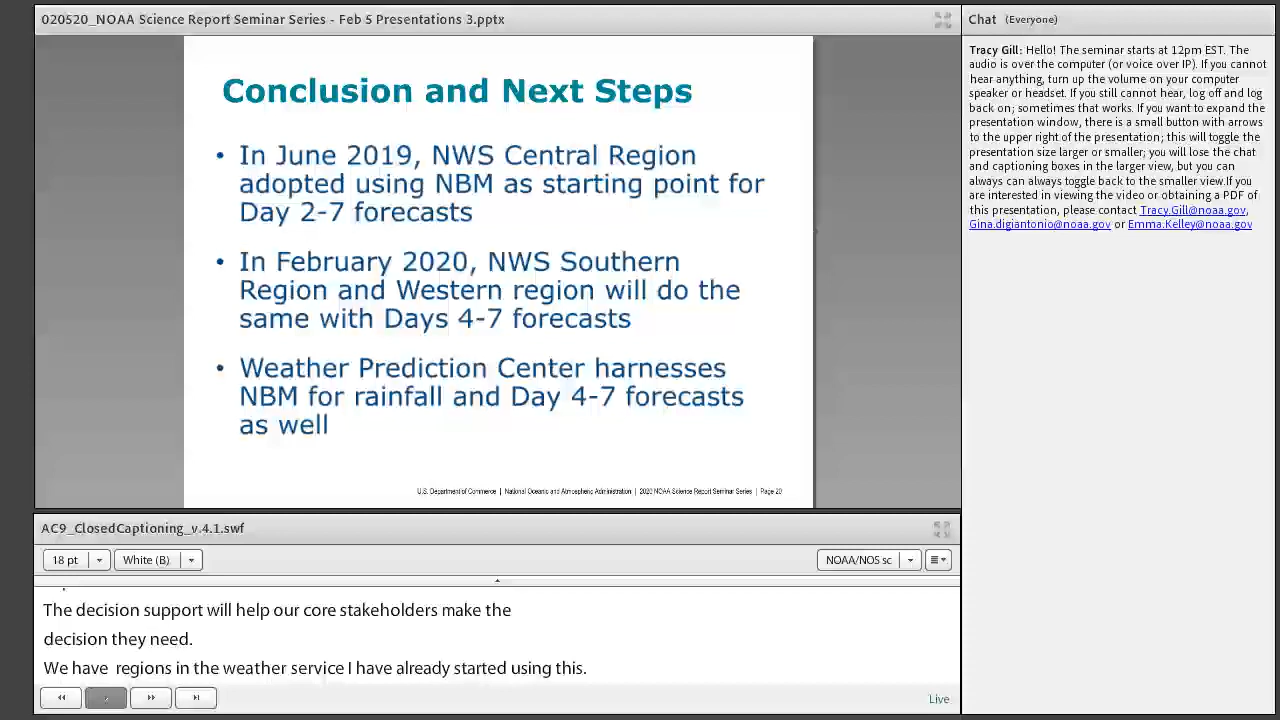 020520_NOAA Science Report Seminar Series - Feb 5 Presentations 3.pptx
Conclusion and Next Steps
• In June 2019, NWS Central Region
adopted using NBM as starting point for
Day 2-7 forecasts
• In February 2020, NWS Southern
Region and Western region will do the
same with Days 4-7 forecasts
• Weather Prediction Center harnesses
NBM for rainfall and Day 4-7 forecasts
as well
U.S. Department of Commerce | National Oceanic and Atmospheric Administration | 2020 NOAA Science Report Seminar Series | Page 20
AC9_ClosedCaptioning_v.4.1.swf
18 pt
White (B)
NOAA/NOS sc
The decision support will help our core stakeholders make the
decision they need.
We have  regions in the weather service I have already started using this.
Live
Chat (Everyone)
Tracy Gill: Hello! The seminar starts at 12pm EST. The
audio is over the computer (or voice over IP). If you cannot
hear anything, turn up the volume on your computer
speaker or headset. If you still cannot hear, log off and log
back on; sometimes that works. If you want to expand the
presentation window, there is a small button with arrows
to the upper right of the presentation; this will toggle the
presentation size larger or smaller; you will lose the chat
and captioning boxes in the larger view, but you can
always can always toggle back to the smaller view.If you
are interested in viewing the video or obtaining a PDF of
this presentation, please contact Tracy.Gill@noaa.gov,
Gina.digiantonio@noaa.gov or Emma.Kelley@noaa.gov